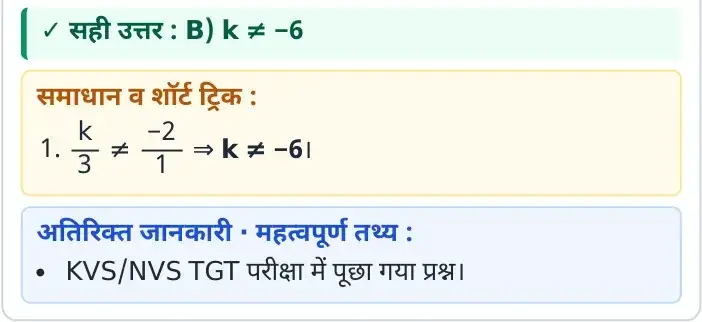 ✓ सही उत्तर : B) k ≠ −6
समाधान व शॉर्ट ट्रिक :
1. k/3 ≠ −2/1 ⇒ k ≠ −6।
अतिरिक्त जानकारी · महत्वपूर्ण तथ्य :
• KVS/NVS TGT परीक्षा में पूछा गया प्रश्न।